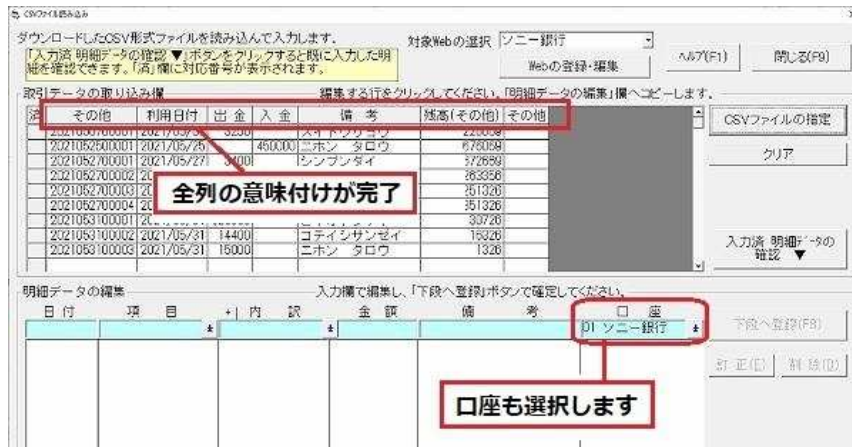 CSVファイル読み込み
ダウンロードしたCSV形式ファイルを読み込んで入力します。
「入力済 明細データの確認 ▼」ボタンをクリックすると既に入力した明細を確認できます。「済」欄に対応番号が表示されます。
対象Webの選択 ソニー銀行
Webの登録・編集
ヘルプ(F1) 閉じる(F9)
取引データの取り込み欄 編集する行をクリックしてください。「明細データの編集」欄へコピーします。
済 その他 利用日付 出 金 入 金 備 考 残高(その他) その他
CSVファイルの指定
2021052500001 2021/05/25 450000 ニホン タロウ 676059
クリア
2021052700001 2021/05/27 シンブンダイ
2021052700002
2021052700003 351326
2021052700004 351326
2021053100001 30726
2021053100002 2021/05/31 14400 コテイシサンゼイ 16326
2021053100003 2021/05/31 15000 ニホン タロウ 1326
全列の意味付けが完了
入力済 明細データの確認 ▼
明細データの編集 入力欄で編集し、「下段へ登録」ボタンで確定してください。
日 付 項 目 +| 内 訳 金 額 備 考 口 座
01 ソニー銀行
下段へ登録(F8)
訂 正(E) 削 除(D)
口座も選択します